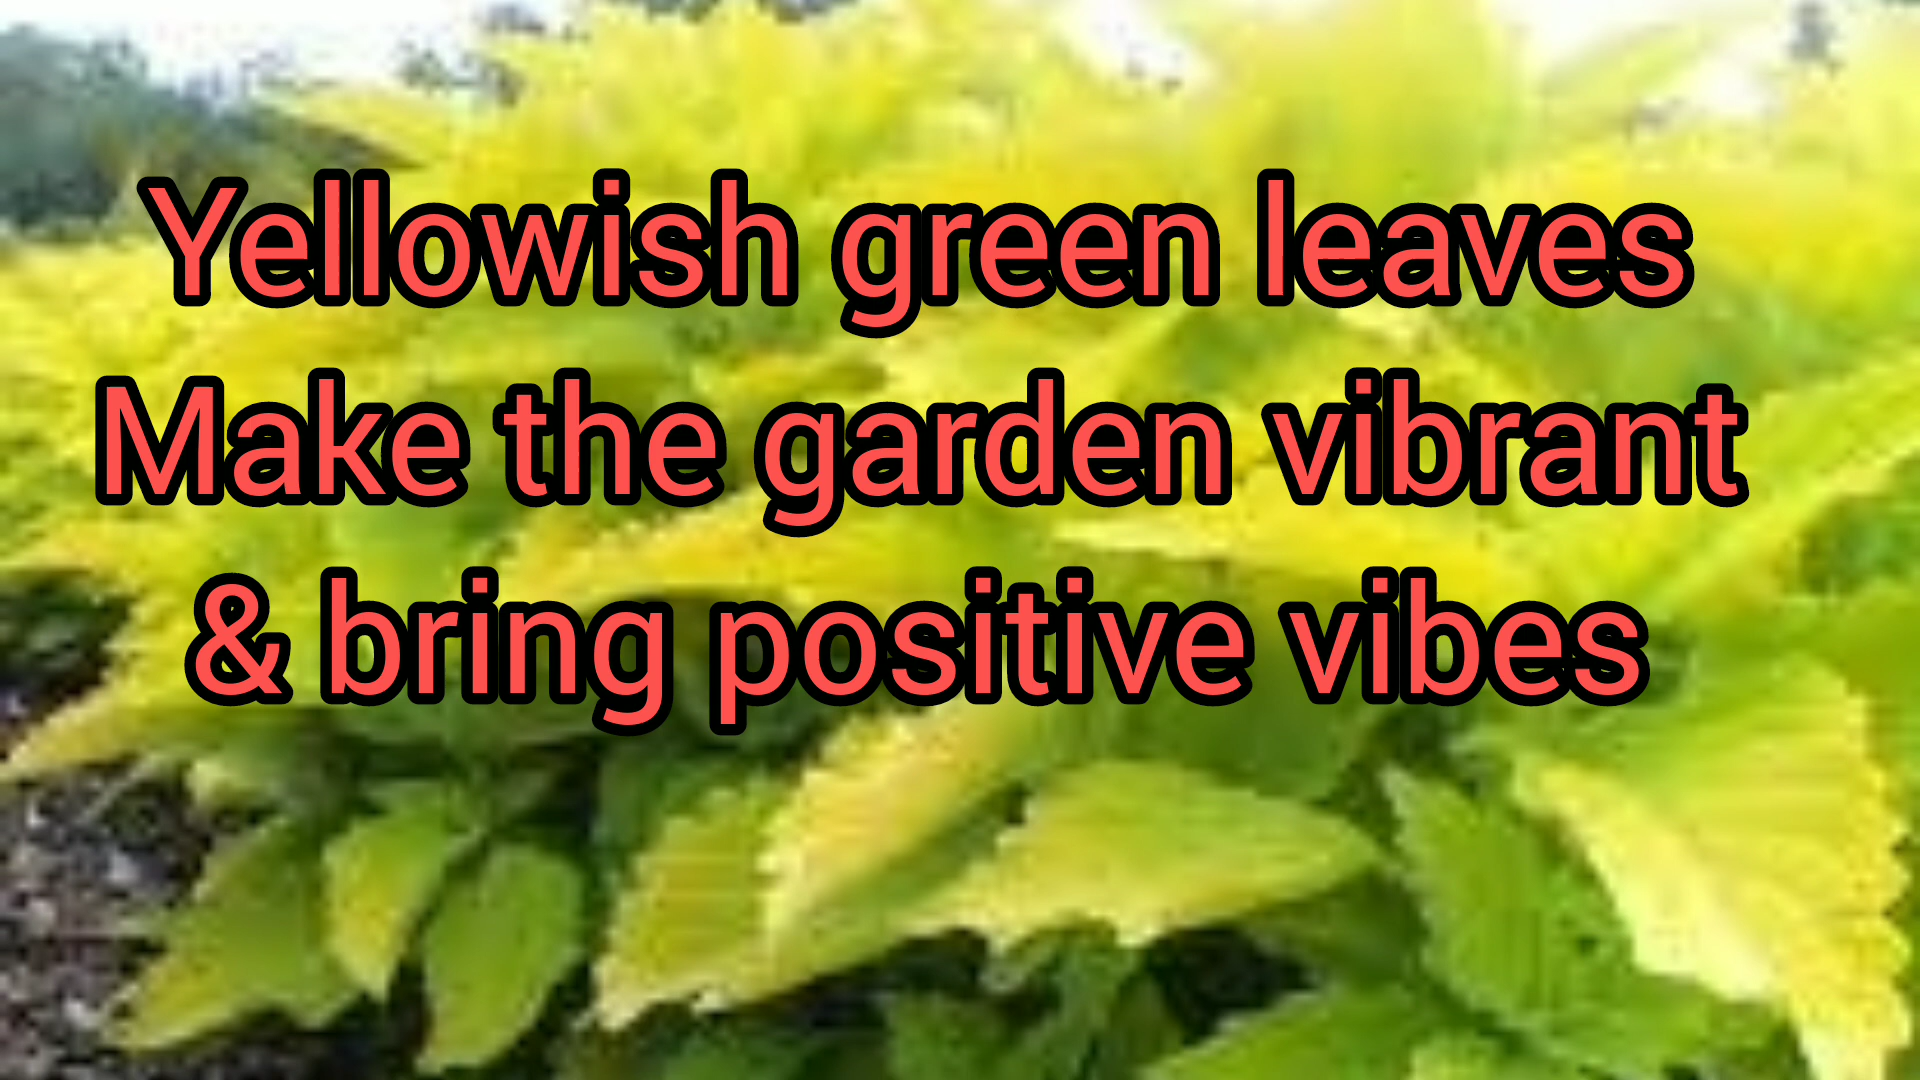 Yellowish green leaves
Make the garden vibrant
& bring positive vibes